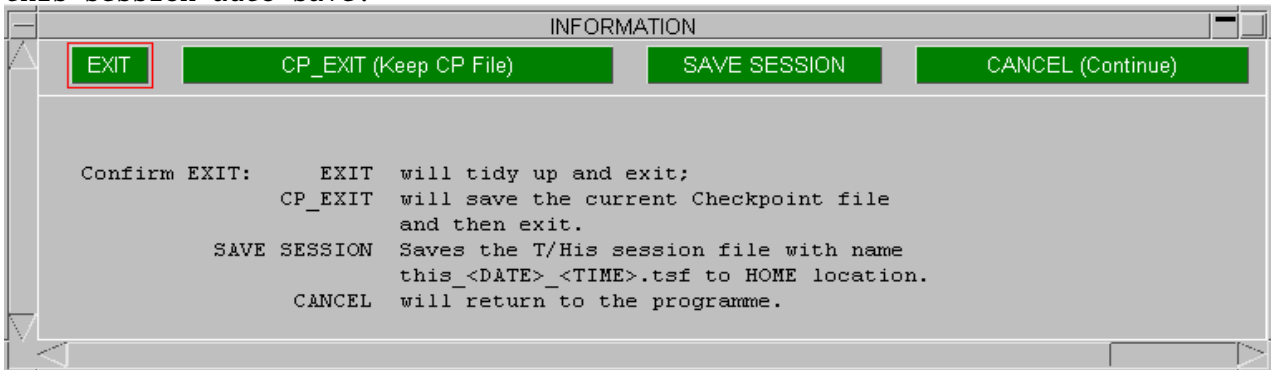 INFORMATION
EXIT CP_EXIT (Keep CP File) SAVE SESSION CANCEL (Continue)
Confirm EXIT: EXIT will tidy up and exit;
CP_EXIT will save the current Checkpoint file
and then exit.
SAVE SESSION Saves the T/His session file with name
this_<DATE>_<TIME>.tsf to HOME location.
CANCEL will return to the programme.